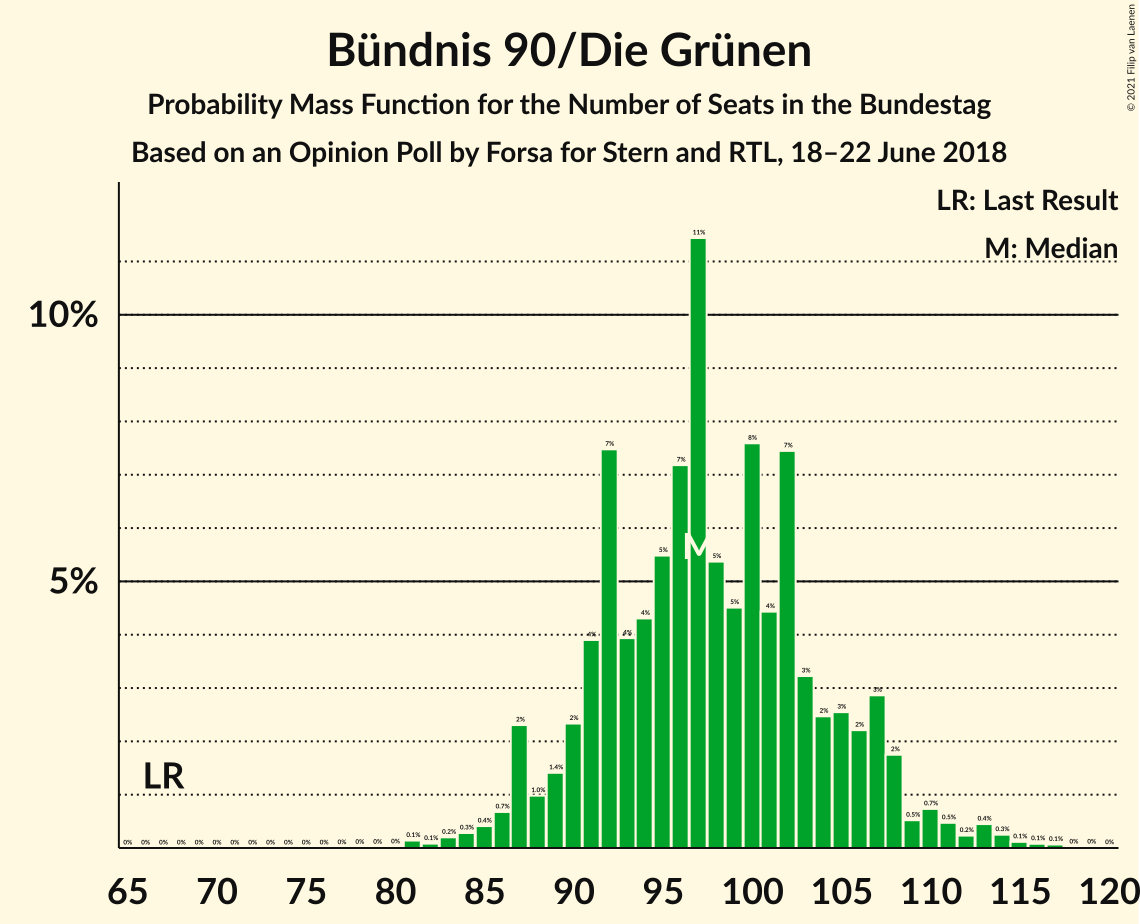 Bündnis 90/Die Grünen
Probability Mass Function for the Number of Seats in the Bundestag
Based on an Opinion Poll by Forsa for Stern and RTL, 18–22 June 2018
© 2021 Filip van Laenen
LR: Last Result
M: Median
10%
5%
LR
M
0% 0% 0% 0% 0% 0% 0% 0% 0% 0% 0% 0% 0% 0% 0% 0% 0.1% 0.1% 0.2% 0.3% 0.4% 0.7% 2% 1.0% 1.4% 2% 4% 7% 4% 4% 5% 7% 11% 5% 5% 8% 4% 7% 3% 2% 3% 2% 3% 2% 0.5% 0.7% 0.5% 0.2% 0.4% 0.3% 0.1% 0.1% 0.1% 0% 0% 0%
65 70 75 80 85 90 95 100 105 110 115 120